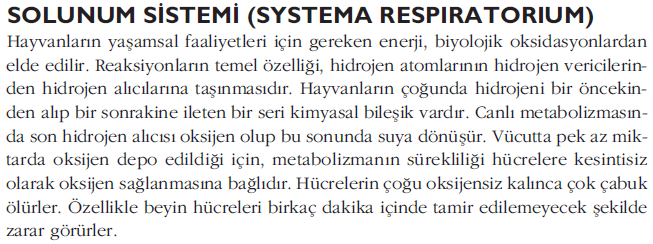 SOLUNUM SİSTEMİ (SYSTEMA RESPIRATORIUM)
Hayvanların yaşamsal faaliyetleri için gereken enerji, biyolojik oksidasyonlardan
elde edilir. Reaksiyonların temel özelliği, hidrojen atomlarının hidrojen vericilerin-
den hidrojen alıcılarına taşınmasıdır. Hayvanların çoğunda hidrojeni bir öncekin-
den alıp bir sonrakine ileten bir seri kimyasal bileşik vardır. Canlı metabolizmasın-
da son hidrojen alıcısı oksijen olup bu sonunda suya dönüşür. Vücutta pek az mik-
tarda oksijen depo edildiği için, metabolizmanın sürekliliği hücrelere kesintisiz
olarak oksijen sağlanmasına bağlıdır. Hücrelerin çoğu oksijensiz kalınca çok çabuk
ölürler. Özellikle beyin hücreleri birkaç dakika içinde tamir edilemeyecek şekilde
zarar görürler.